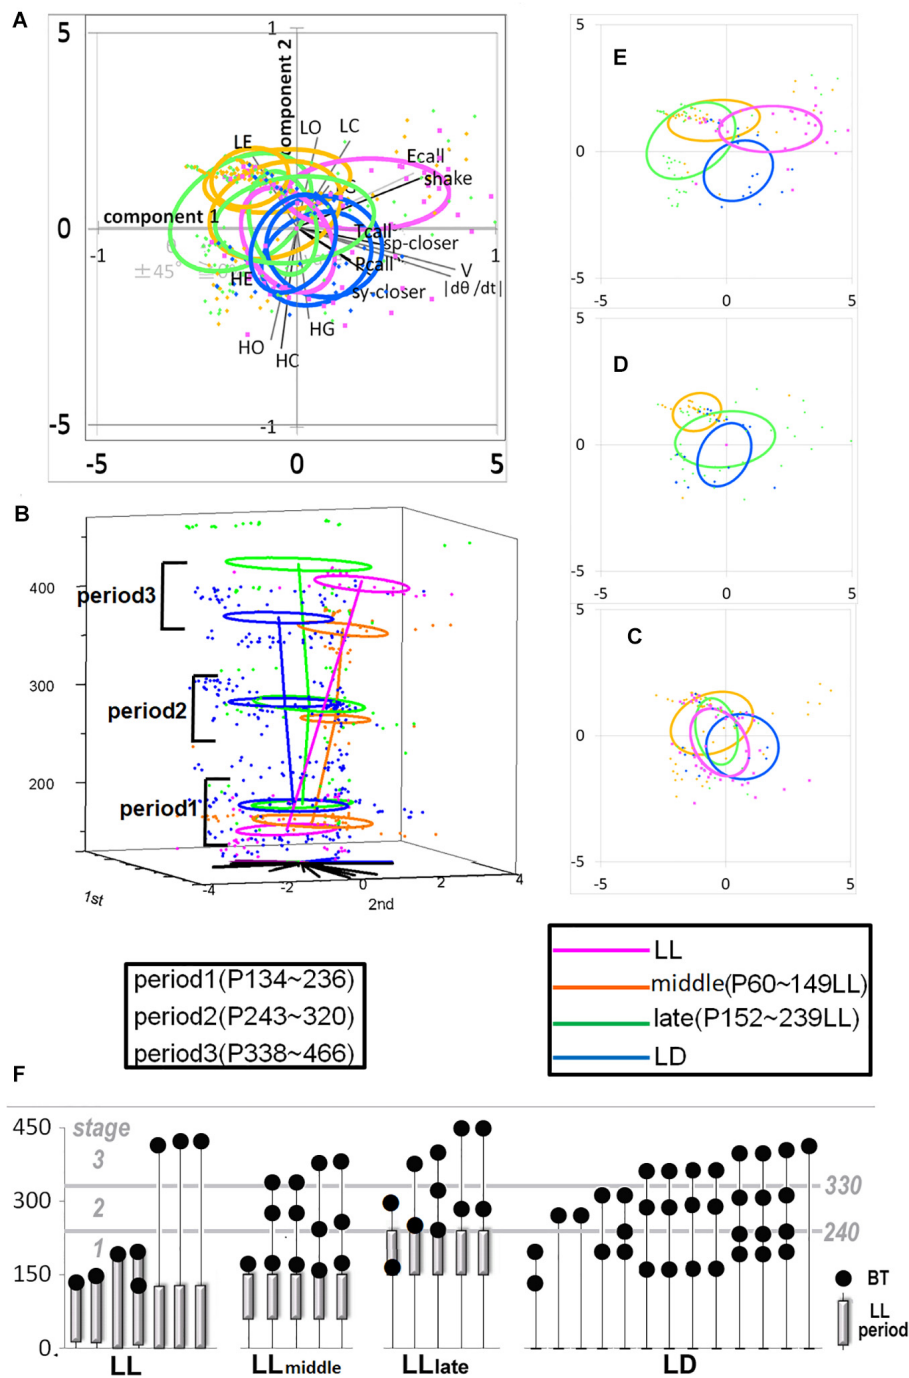 A
5
1
component 2
LE
LO
LC
Ecall
shake
component 1
0
-1
1
Tcall
sp-closer
±45°
Pcall
V
|dθ/dt|
HE
sy-closer
HG
HO
HC
-5
-1
-5
0
5
E
5
0
-5
-5
0
5
D
5
0
-5
-5
0
5
C
5
0
-5
-5
0
5
B
400
period3
300
period2
200
period1
1st
-4
-2
0
2
4
2nd
period1(P134~236)
period2(P243~320)
period3(P338~466)
LL
middle(P60~149LL)
late(P152~239LL)
LD
F
450
stage
3
300
2
330
1
240
150
0
BT
LL
period
LL
LLmiddle
LLlate
LD